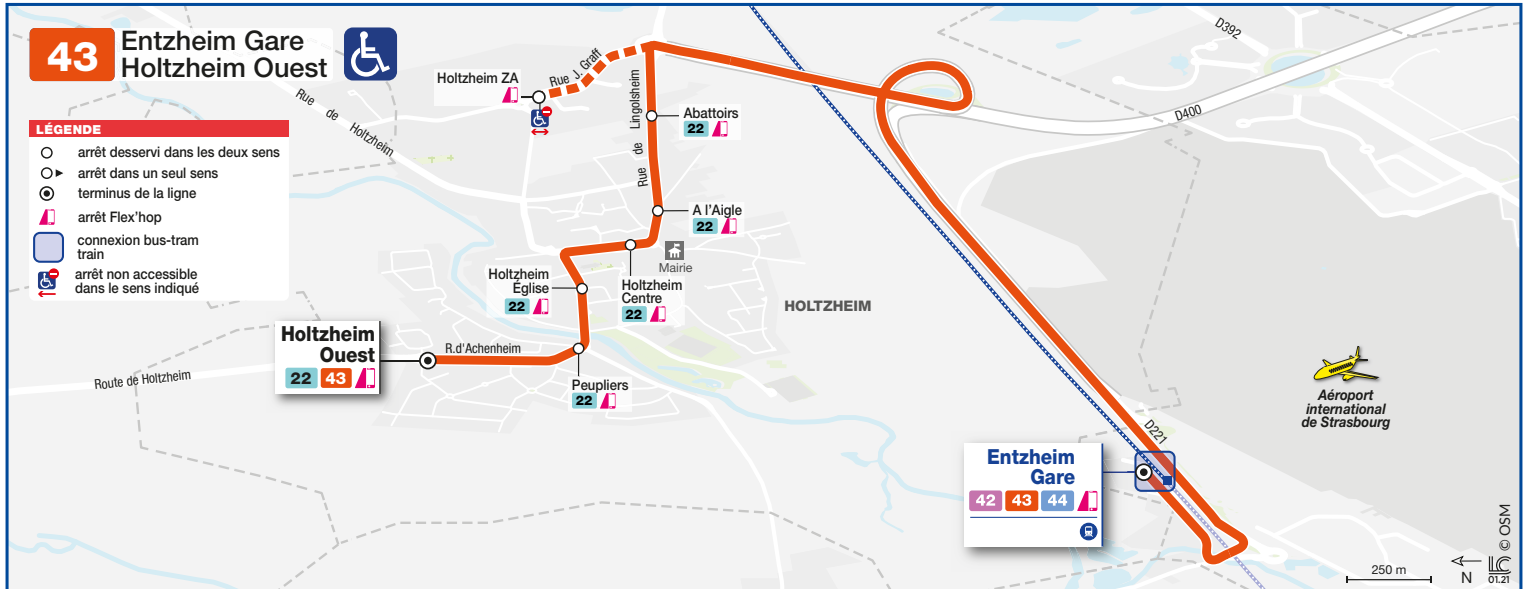 43
Entzheim Gare
Holtzheim Ouest
LÉGENDE
arrêt desservi dans les deux sens
arrêt dans un seul sens
terminus de la ligne
arrêt Flex'hop
connexion bus-tram
train
arrêt non accessible
dans le sens indiqué
Holtzheim ZA
Rue J. Graff
Rue de Holtzheim
Rue de Lingolsheim
Abattoirs
22
A l'Aigle
22
Mairie
Holtzheim
Centre
22
Holtzheim
Église
22
HOLTZHEIM
Holtzheim
Ouest
22 43
R.d'Achenheim
Peupliers
22
Route de Holtzheim
D392
D400
D221
Aéroport
international
de Strasbourg
Entzheim
Gare
42 43 44
250 m
N
01.21
© OSM